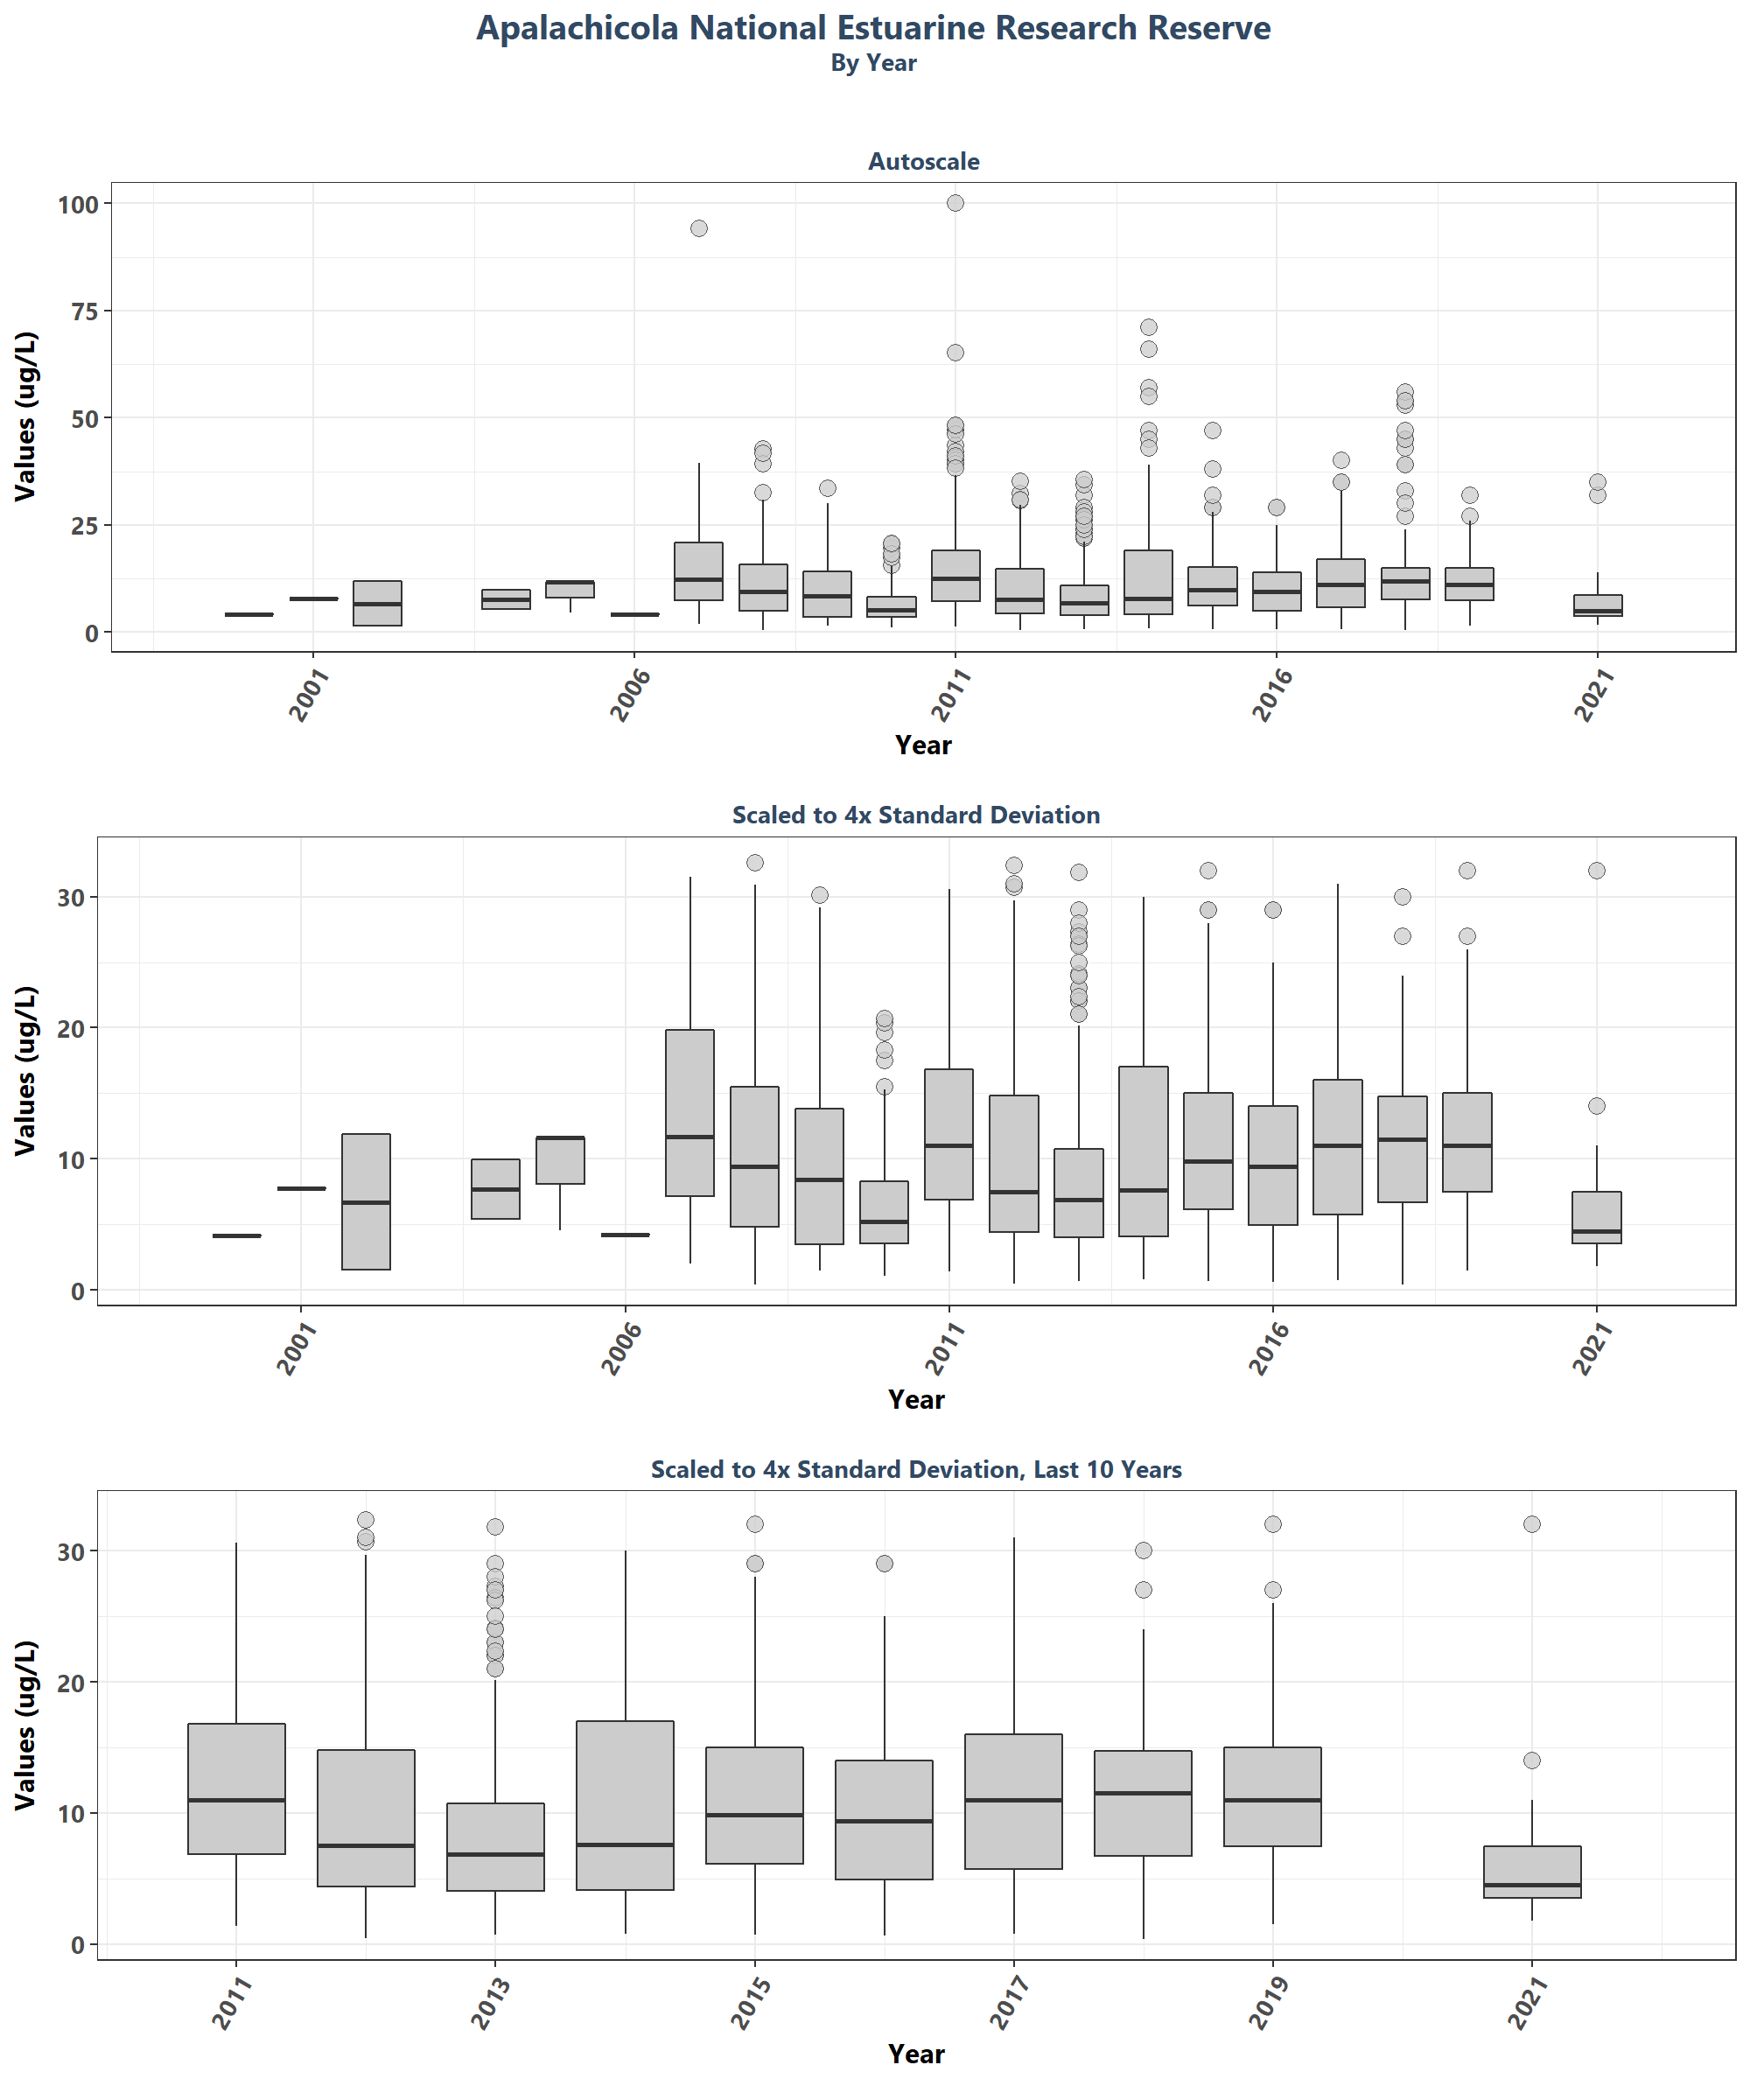 Apalachicola National Estuarine Research Reserve
By Year
Autoscale
Values (ug/L)
100
75
50
25
0
2001 2006 2011 2016 2021
Year
Scaled to 4x Standard Deviation
Values (ug/L)
30
20
10
0
2001 2006 2011 2016 2021
Year
Scaled to 4x Standard Deviation, Last 10 Years
Values (ug/L)
30
20
10
0
2011 2013 2015 2017 2019 2021
Year